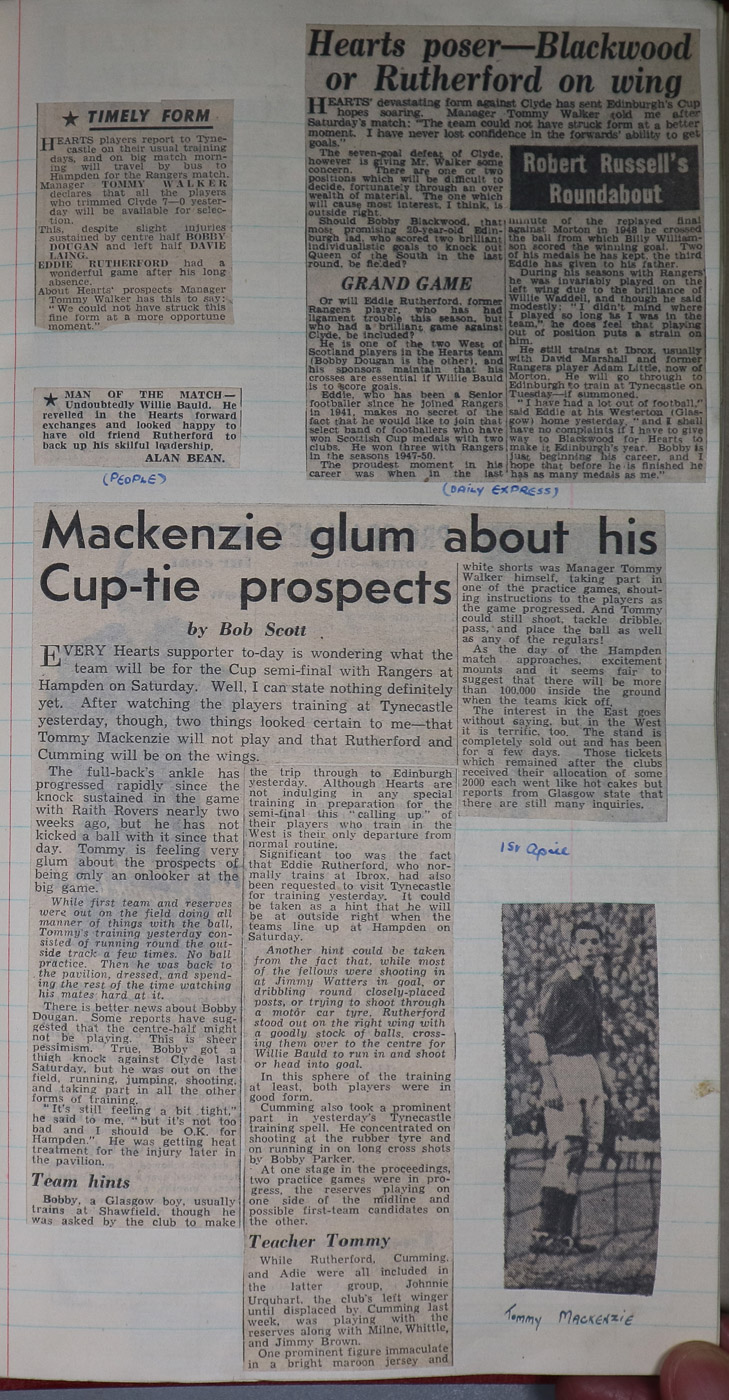 ★ TIMELY FORM
HEARTS players report to Tyne-
castle on their usual training
days, and on big match morn-
ing will travel by bus to
Hampden for the Rangers match.
Manager TOMMY WALKER
declares that all the players
who trimmed Clyde 7—0 yester-
day will be available for selec-
tion.
This, despite slight injuries
sustained by centre half BOBBY
DOUGAN and left half DAVIE
LAING.
EDDIE RUTHERFORD had a
wonderful game after his long
absence.
About Hearts' prospects Manager
Tommy Walker has this to say:
"We could not have struck this
fine form at a more opportune
moment."
★ MAN OF THE MATCH—
Undoubtedly Willie Bauld. He
revelled in the Hearts forward
exchanges and looked happy to
have old friend Rutherford to
back up his skilful leadership.
ALAN BEAN.
(PEOPLE)
Hearts poser—Blackwood
or Rutherford on wing
HEARTS' devastating form against Clyde has sent Edinburgh's Cup
hopes soaring. Manager Tommy Walker told me after
Saturday's match: "The team could not have struck form at a better
moment. I have never lost confidence in the forwards' ability to get
goals."
The seven-goal defeat of Clyde,
however is giving Mr. Walker some
concern. There are one or two
positions which will be difficult to
decide, fortunately through an over
wealth of material. The one which
will cause most interest, I think, is
outside right.
Should Bobby Blackwood, that
most promising 20-year-old Edin-
burgh lad, who scored two brilliant
individualistic goals to knock out
Queen of the South in the last
round, be fielded?
GRAND GAME
Or will Eddie Rutherford, former
Rangers player, who has had
ligament trouble this season, but
who had a brilliant game against
Clyde, be included?
He is one of the two West of
Scotland players in the Hearts team
(Bobby Dougan is the other), and
his sponsors maintain that his
crosses are essential if Willie Bauld
is to score goals.
Eddie, who has been a Senior
footballer since he joined Rangers
in 1941, makes no secret of the
fact that he would like to join that
select band of footballers who have
won Scottish Cup medals with two
clubs. He won three with Rangers
in the seasons 1947-50.
The proudest moment in his
career was when in the last
Robert Russell's
Roundabout
minute of the replayed final
against Morton in 1948 he crossed
the ball from which Billy William-
son scored the winning goal. Two
of his medals he has kept, the third
Eddie has given to his father.
During his seasons with Rangers
he was invariably played on the
left wing due to the brilliance of
Willie Waddell, and though he said
modestly: "I didn't mind where
I played so long as I was in the
team," he does feel that playing
out of position puts a strain on
him.
He still trains at Ibrox, usually
with David Marshall and former
Rangers player Adam Little, now of
Morton. He will go through to
Edinburgh to train at Tynecastle on
Tuesday—if summoned.
"I have had a lot out of football,"
said Eddie at his Westerton (Glas-
gow) home yesterday, "and I shall
have no complaints if I have to give
way to Blackwood for Hearts to
make it Edinburgh's year. Bobby is
just beginning his career, and I
hope that before he is finished he
has as many medals as me."
(DAILY EXPRESS)
Mackenzie glum about his
Cup-tie prospects
by Bob Scott
EVERY Hearts supporter to-day is wondering what the
team will be for the Cup semi-final with Rangers at
Hampden on Saturday. Well, I can state nothing definitely
yet. After watching the players training at Tynecastle
yesterday, though, two things looked certain to me—that
Tommy Mackenzie will not play and that Rutherford and
Cumming will be on the wings.
The full-back's ankle has
progressed rapidly since the
knock sustained in the game
with Raith Rovers nearly two
weeks ago, but he has not
kicked a ball with it since that
day. Tommy is feeling very
glum about the prospects of
being only an onlooker at the
big game.
While first team and reserves
were out on the field doing all
manner of things with the ball,
Tommy's training yesterday con-
sisted of running round the out-
side track a few times. No ball
practice. Then he was back to
the pavilion, dressed, and spend-
ing the rest of the time watching
his mates hard at it.
There is better news about Bobby
Dougan. Some reports have sug-
gested that the centre-half might
not be playing. This is sheer
pessimism. True, Bobby got a
thigh knock against Clyde last
Saturday, but he was out on the
field, running, jumping, shooting,
and taking part in all the other
forms of training.
"It's still feeling a bit tight,"
he said to me, "but it's not too
bad and I should be O.K. for
Hampden." He was getting heat
treatment for the injury later in
the pavilion.
Team hints
Bobby, a Glasgow boy, usually
trains at Shawfield, though he
was asked by the club to make
the trip through to Edinburgh
yesterday. Although Hearts are
not indulging in any special
training in preparation for the
semi-final this "calling up" of
their players who train in the
West is their only departure from
normal routine.
Significant too was the fact
that Eddie Rutherford, who nor-
mally trains at Ibrox, had also
been requested to visit Tynecastle
for training yesterday. It could
be taken as a hint that he will
be at outside right when the
teams line up at Hampden on
Saturday.
Another hint could be taken
from the fact that, while most
of the fellows were shooting in
at Jimmy Watters in goal, or
dribbling round closely-placed
posts, or trying to shoot through
a motor car tyre, Rutherford
stood out on the right wing with
a goodly stock of balls, cross-
ing them over to the centre for
Willie Bauld to run in and shoot
or head into goal.
In this sphere of the training
at least, both players were in
good form.
Cumming also took a prominent
part in yesterday's Tynecastle
training spell. He concentrated on
shooting at the rubber tyre and
on running in on long cross shots
by Bobby Parker.
At one stage in the proceedings,
two practice games were in pro-
gress, the reserves playing on
one side of the midline and
possible first-team candidates on
the other.
Teacher Tommy
While Rutherford, Cumming,
and Adie were all included in
the latter group, Johnnie
Urquhart, the club's left winger
until displaced by Cumming last
week, was playing with the
reserves along with Milne, Whittle,
and Jimmy Brown.
One prominent figure immaculate
in a bright maroon jersey and
white shorts was Manager Tommy
Walker himself, taking part in
one of the practice games, shout-
ing instructions to the players as
the game progressed. And Tommy
could still shoot, tackle dribble,
pass, and place the ball as well
as any of the regulars!
As the day of the Hampden
match approaches, excitement
mounts and it seems fair to
suggest that there will be more
than 100,000 inside the ground
when the teams kick off.
The interest in the East goes
without saying, but in the West
it is terrific, too. The stand is
completely sold out and has been
for a few days. Those tickets
which remained after the clubs
received their allocation of some
2000 each went like hot cakes but
reports from Glasgow state that
there are still many inquiries.
1st April
Tommy MACKENZIE